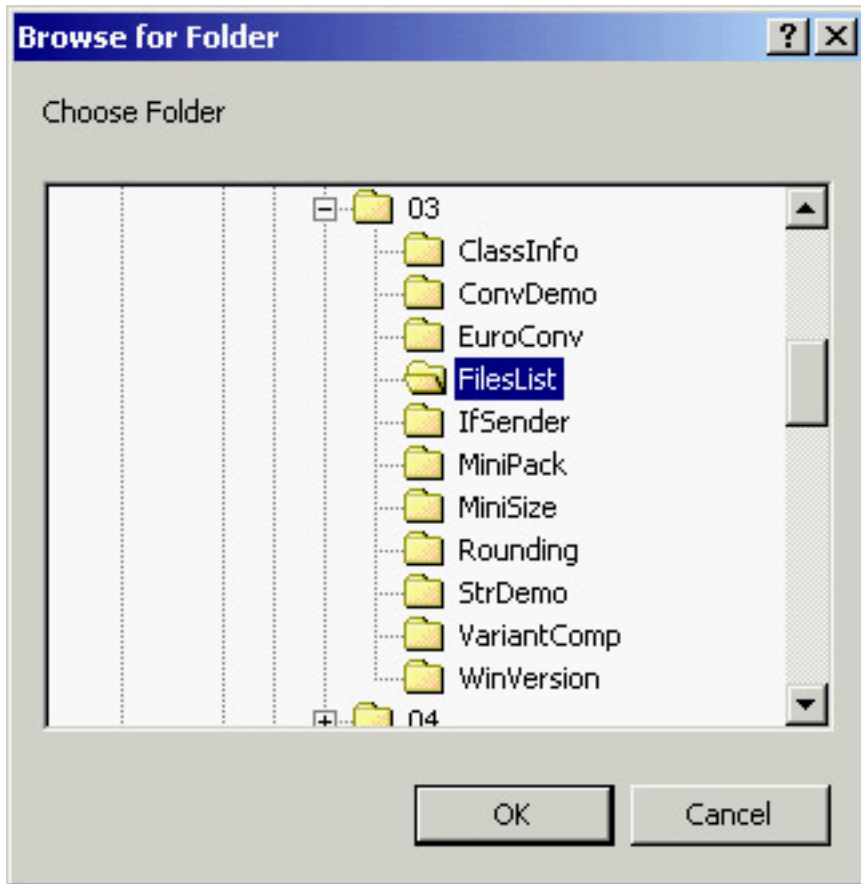 Browse for Folder
Choose Folder
03
ClassInfo
ConvDemo
EuroConv
FilesList
IfSender
MiniPack
MiniSize
Rounding
StrDemo
VariantComp
WinVersion
04
OK Cancel